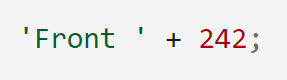 'Front ' + 242;